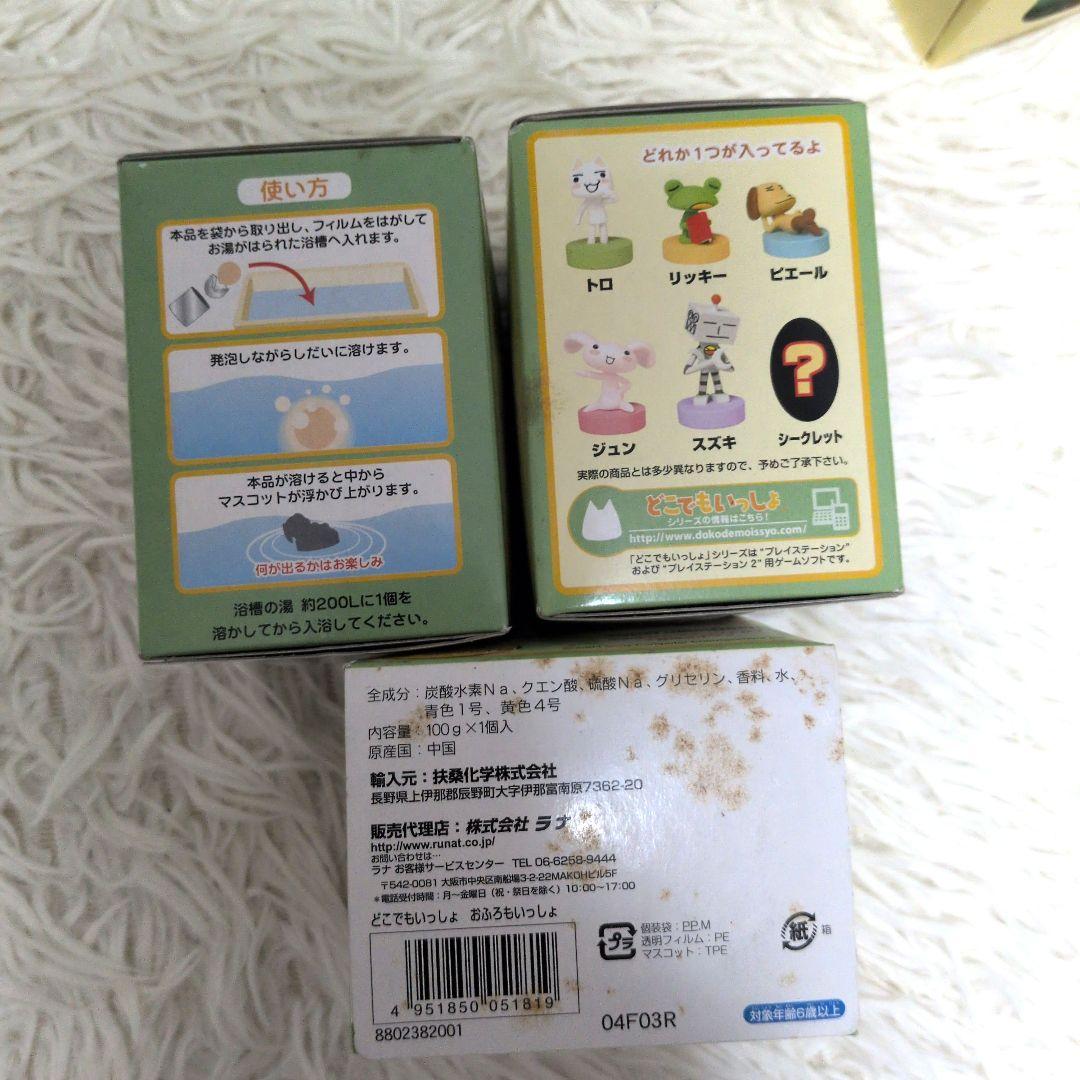 使い方
本品を袋から取り出し、フィルムをはがして
お湯がはられた浴槽へ入れます。
発泡しながらしだいに溶けます。
本品が溶けると中から
マスコットが浮かび上がります。
何が出るかはお楽しみ
浴槽の湯 約200Lに1個を
溶かしてから入浴してください。
どれか1つが入ってるよ
トロ
リッキー
ピエール
ジュン
スズキ
?
シークレット
実際の商品とは多少異なりますので、予めご了承下さい。
どこでもいっしょ
シリーズの情報はこちら!
http://www.dokodemoissyo.com/
「どこでもいっしょ」シリーズは"プレイステーション"
および"プレイステーション 2"用ゲームソフトです。
全成分:炭酸水素Na、クエン酸、硫酸Na、グリセリン、香料、水、
青色1号、黄色4号
内容容量:100g×1個入
原産国:中国
輸入元:扶桑化学株式会社
長野県上伊那郡辰野町大字伊那富南原7362-20
販売代理店:株式会社 ラナ
http://www.runat.co.jp/
お問い合わせは…
ラナ お客様サービスセンター TEL 06-6258-9444
〒542-0081 大阪市中央区南船場3-2-22MAKOHビル5F
*電話受付時間:月〜金曜日(祝・祭日を除く)10:00〜17:00
どこでもいっしょ おふろもいっしょ
プラ
個装袋:PP.M
透明フィルム:PE
マスコット:TPE
紙
箱
4 951850 051819
8802382001
04F03R
対象年齢6歳以上